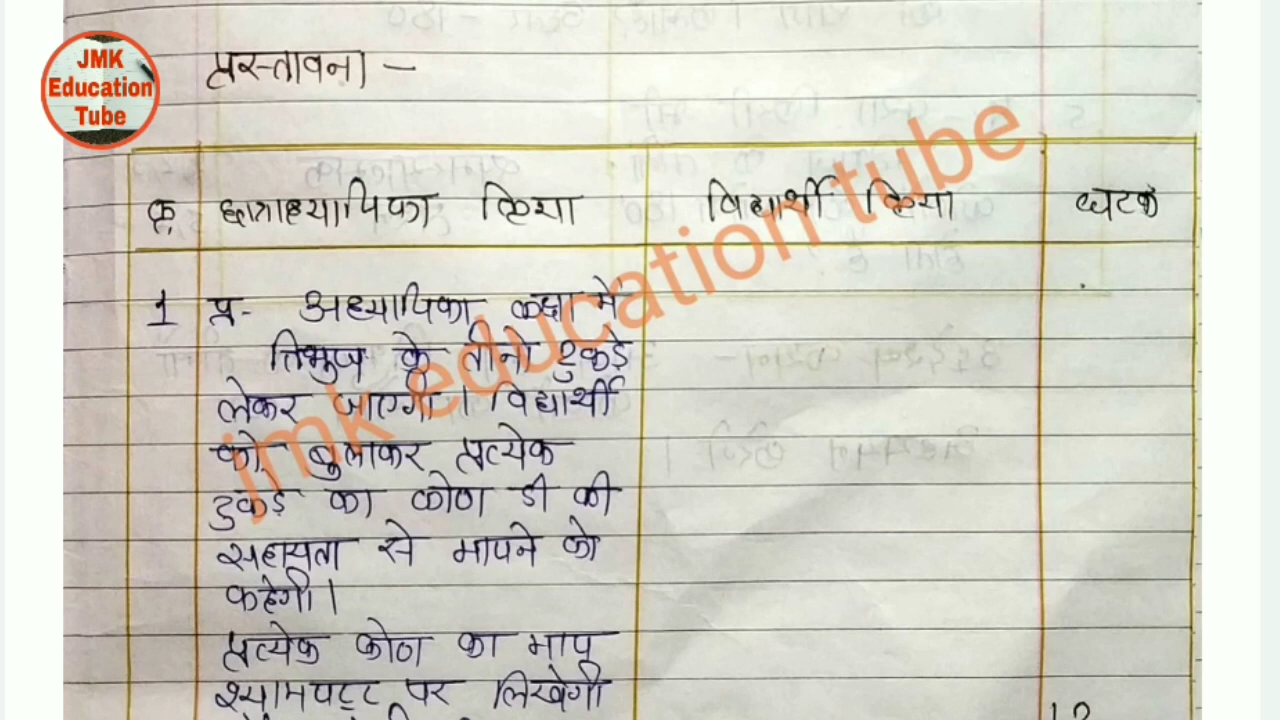 JMK
Education
Tube
प्रस्तावना –
क्र. छात्राध्यापिका क्रिया विद्यार्थी क्रिया घटक
1 प्र- अध्यापिका कक्षा में
त्रिभुज के तीनो टुकड़े
लेकर जाएगी। विद्यार्थी
को बुलाकर प्रत्येक
टुकड़े का कोण डी की
सहायता से मापने को
कहेगी।
प्रत्येक कोण का माप
श्यामपट्ट पर लिखेगी
jmk education tube